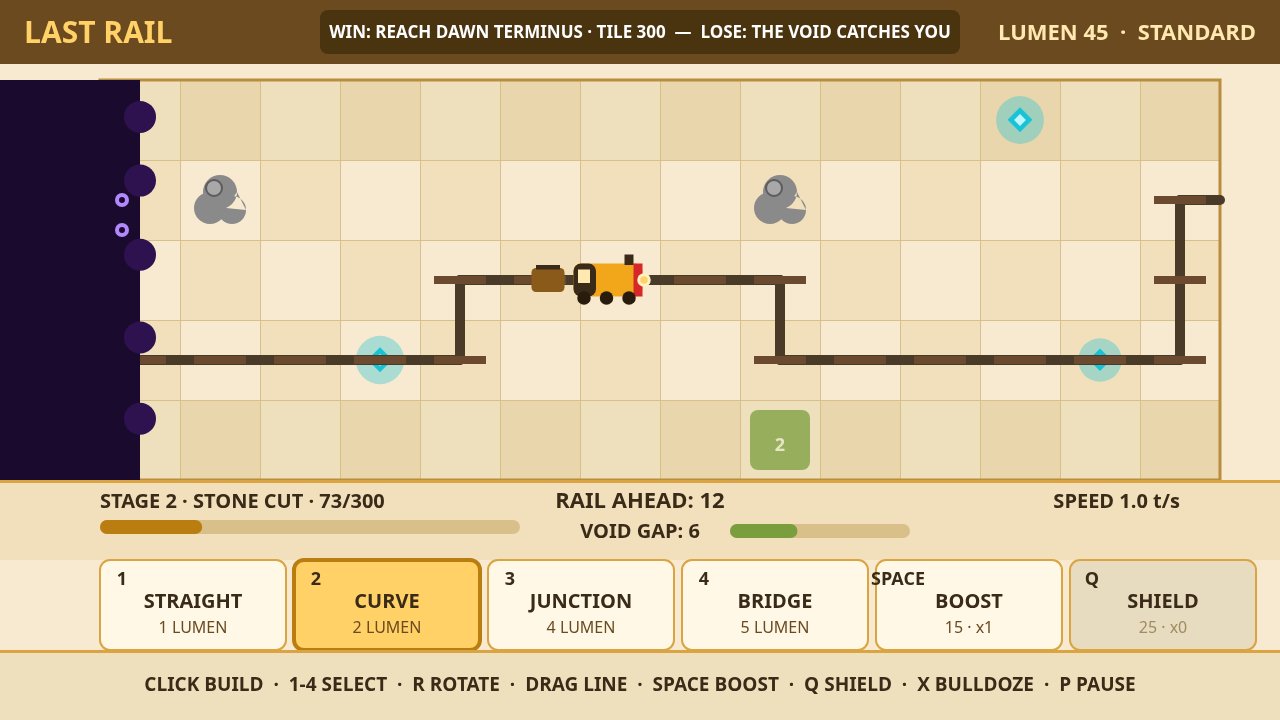 LAST RAIL
WIN: REACH DAWN TERMINUS · TILE 300 — LOSE: THE VOID CATCHES YOU
LUMEN 45 · STANDARD
2
STAGE 2 · STONE CUT · 73/300
RAIL AHEAD: 12
SPEED 1.0 t/s
VOID GAP: 6
1
STRAIGHT
1 LUMEN
2
CURVE
2 LUMEN
3
JUNCTION
4 LUMEN
4
BRIDGE
5 LUMEN
SPACE
BOOST
15 · x1
Q
SHIELD
25 · x0
CLICK BUILD · 1-4 SELECT · R ROTATE · DRAG LINE · SPACE BOOST · Q SHIELD · X BULLDOZE · P PAUSE